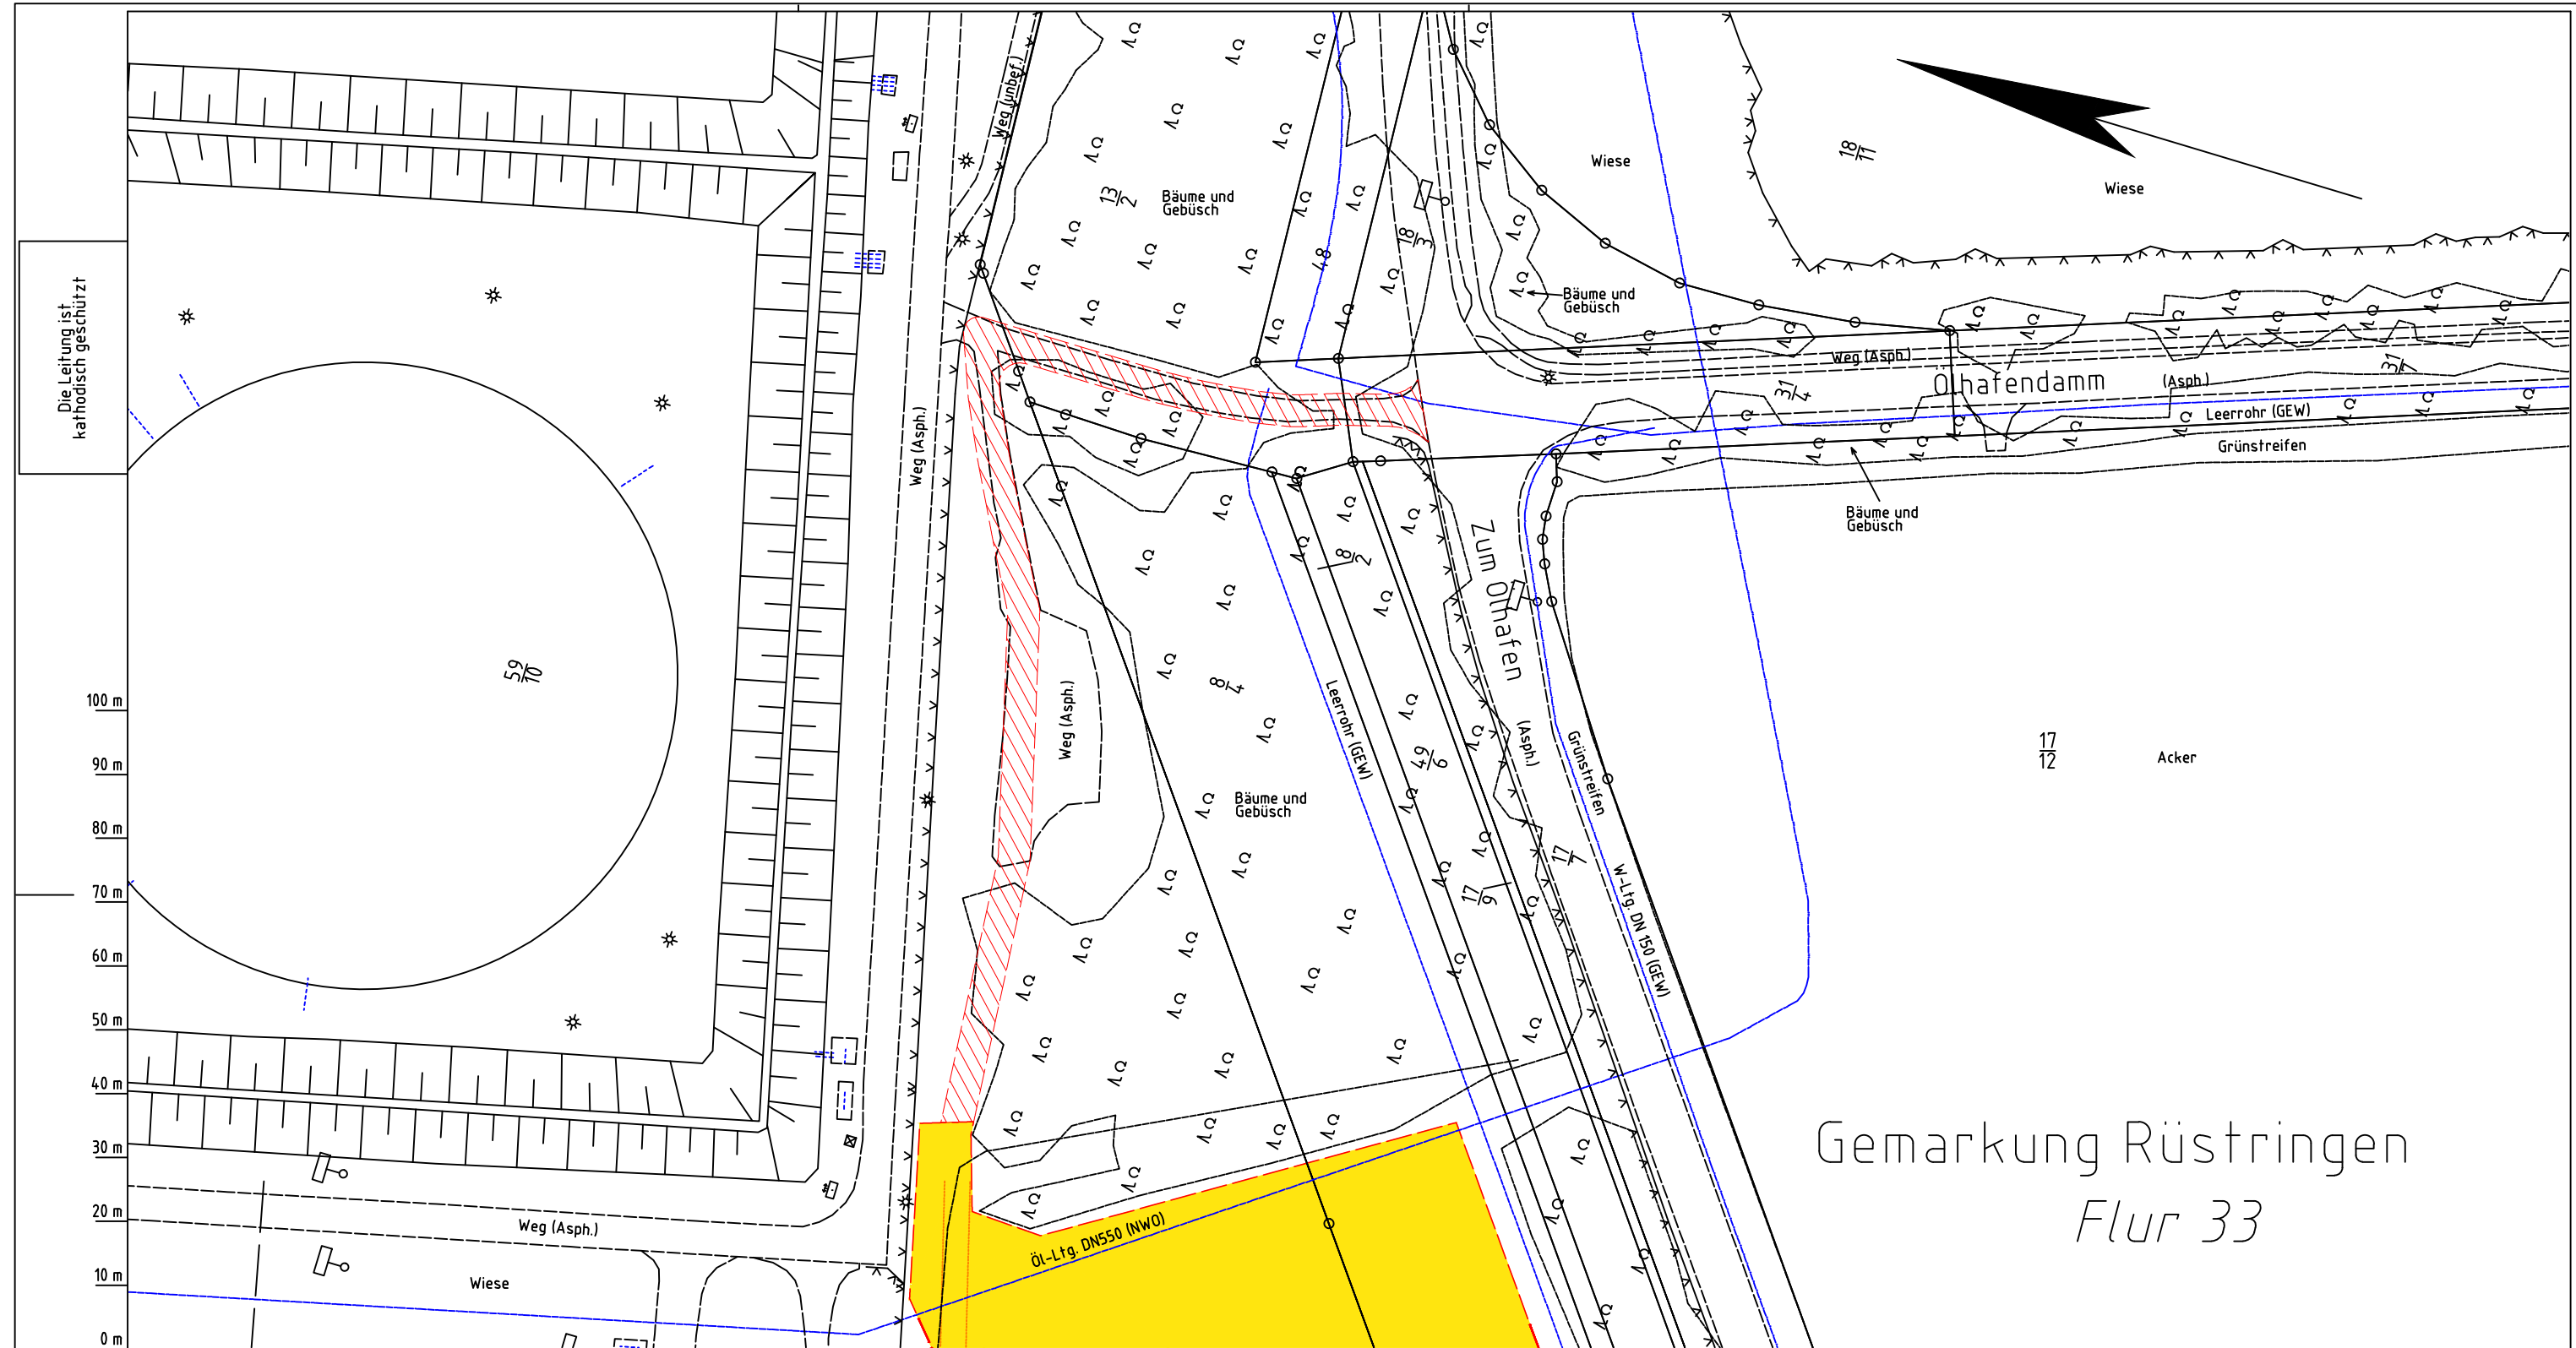 Weg (unbef.)
Wiese
18
11
Wiese
13
2
Bäume und
Gebüsch
48
18
3
Bäume und
Gebüsch
Die Leitung ist
kathodisch geschützt
Weg (Asph.)
Ölhafendamm
(Asph.)
31
4
31
7
Leerrohr (GEW)
Grünstreifen
Weg (Asph.)
Bäume und
Gebüsch
8
2
Zum Ölhafen
(Asph.)
59
10
8
4
Weg (Asph.)
Leerrohr (GEW)
49
6
Grünstreifen
17
12
Acker
Bäume und
Gebüsch
17
7
17
9
W-Ltg. DN 150 (GEW)
100 m
90 m
80 m
70 m
60 m
50 m
40 m
30 m
20 m
10 m
0 m
Gemarkung Rüstringen
Flur 33
Weg (Asph.)
Öl-Ltg. DN550 (NWO)
Wiese